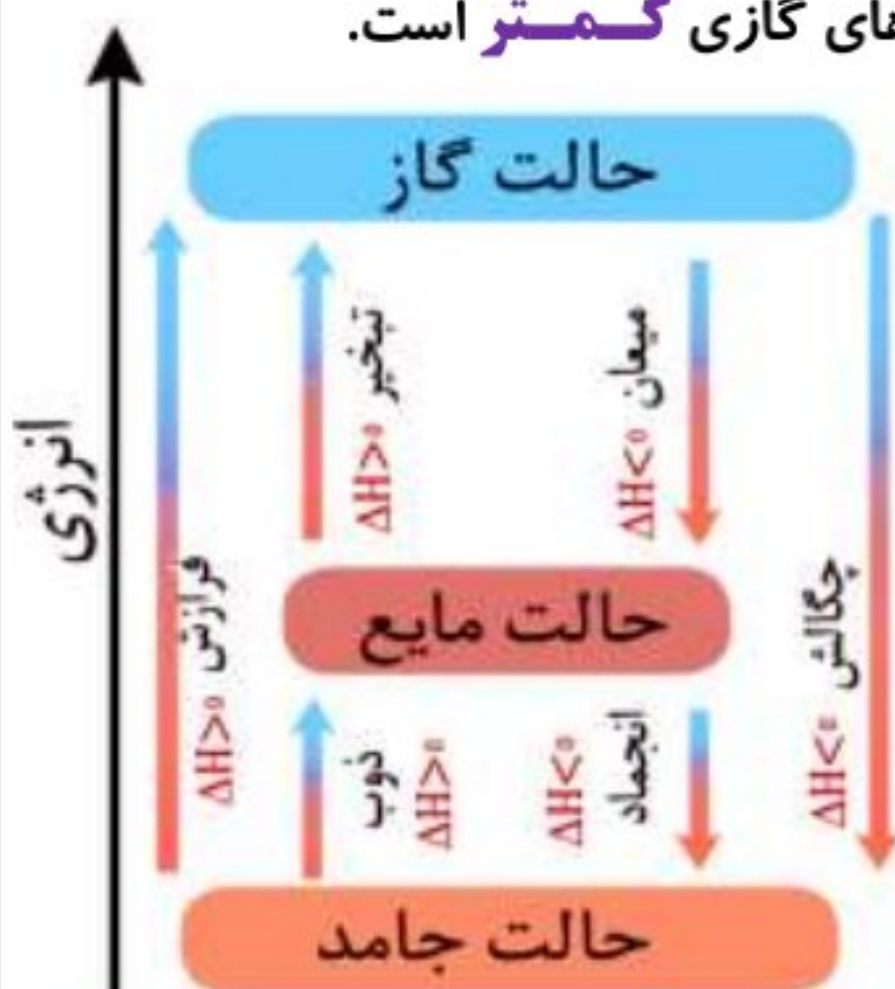 های گازی کمتر است.
حالت گاز
انرژی
فرازش ΔH>0
تبخیر ΔH>0
میعان ΔH<0
چگالش ΔH<0
حالت مایع
ذوب ΔH>0
انجماد ΔH<0
حالت جامد